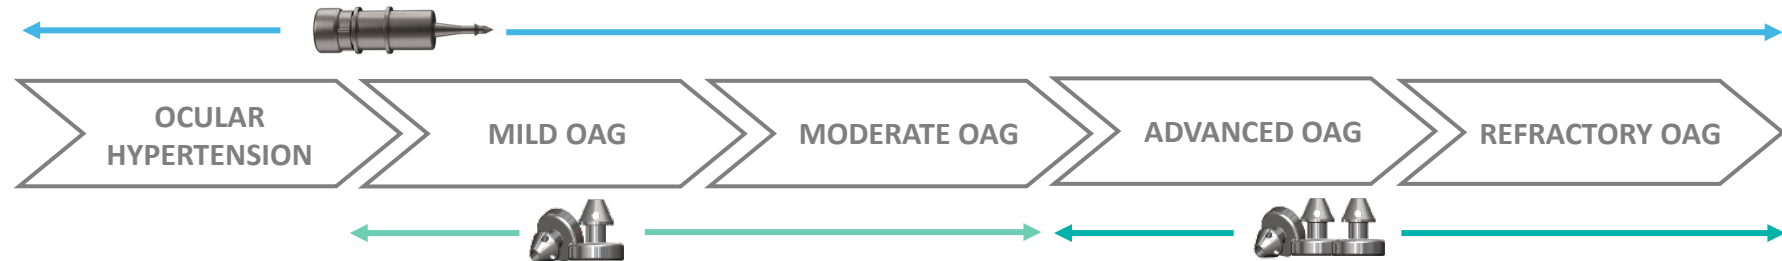 OCULAR
HYPERTENSION
MILD OAG
MODERATE OAG
ADVANCED OAG
REFRACTORY OAG